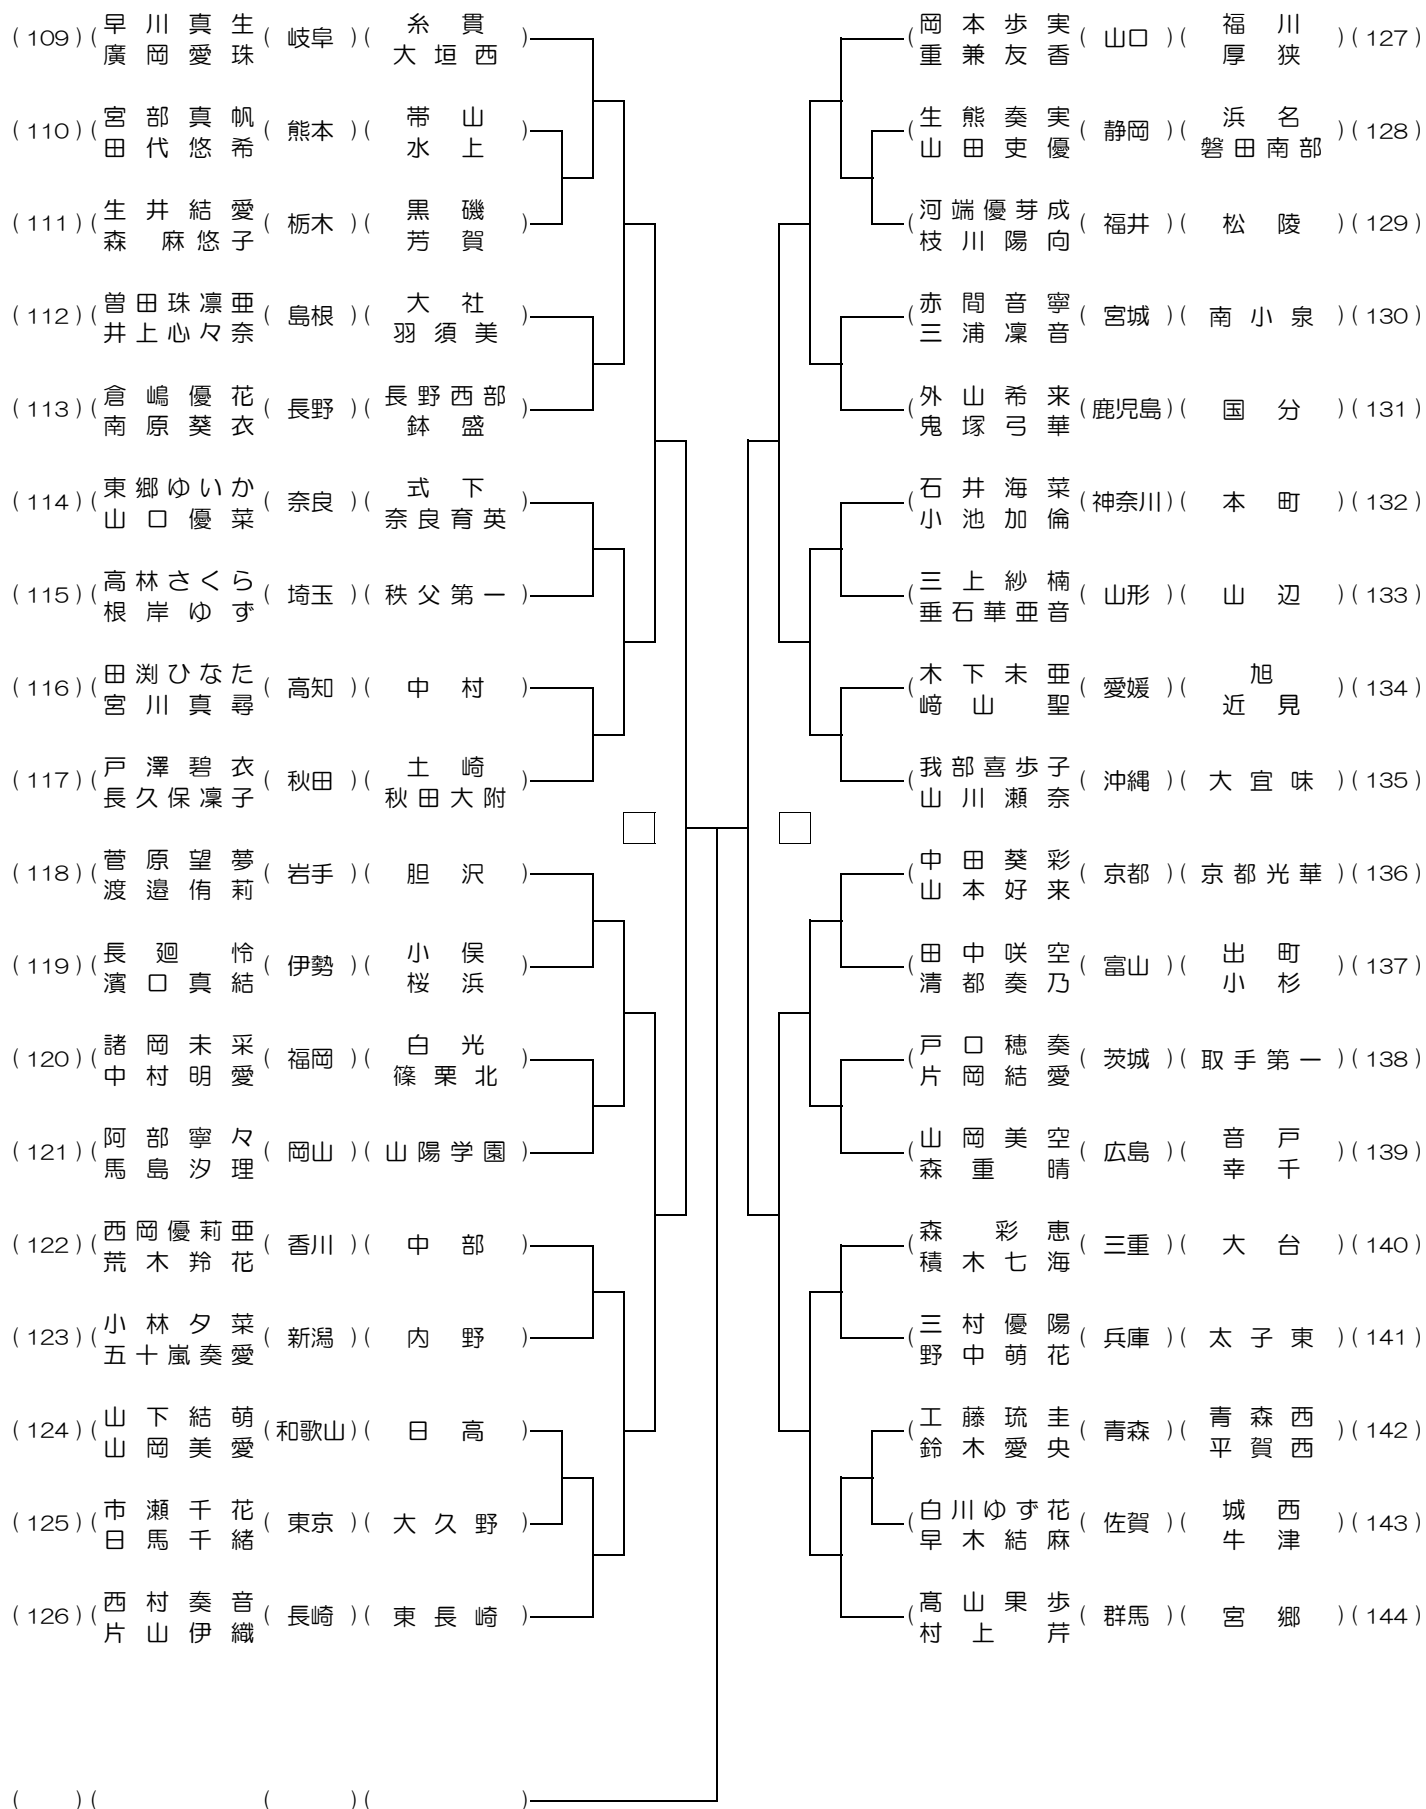 (109)(早川真生 廣岡愛珠(岐阜)(糸貫 大垣西)
(110)(宮部真帆 田代悠希(熊本)(帯山 水上)
(111)(生井結愛 森麻悠子(栃木)(黒磯 芳賀)
(112)(曽田珠凛亜 井上心々奈(島根)(大社 羽須美)
(113)(倉嶋優花 南原葵衣(長野)(長野西部 鉢盛)
(114)(東郷ゆいか 山口優菜(奈良)(式下 奈良育英)
(115)(高林さくら 根岸ゆず(埼玉)(秩父第一)
(116)(田渕ひなた 宮川真尋(高知)(中村)
(117)(戸澤碧衣 長久保凜子(秋田)(土崎 秋田大附)
(118)(菅原望夢 渡邉侑莉(岩手)(胆沢)
(119)(長廻怜 濱口真結(伊勢)(小俣 桜浜)
(120)(諸岡未采 中村明愛(福岡)(白光 篠栗北)
(121)(阿部寧々 馬島汐理(岡山)(山陽学園)
(122)(西岡優莉亜 荒木羚花(香川)(中部)
(123)(小林夕菜 五十嵐奏愛(新潟)(内野)
(124)(山下結萌 山岡美愛(和歌山)(日高)
(125)(市瀬千花 日馬千緒(東京)(大久野)
(126)(西村奏音 片山伊織(長崎)(東長崎)
( )( ( )( )
(岡本歩実 重兼友香(山口)(福川 厚狭)(127)
(生熊奏実 山田吏優(静岡)(浜名 磐田南部)(128)
(河端優芽成 枝川陽向(福井)(松陵)(129)
(赤間音寧 三浦凜音(宮城)(南小泉)(130)
(外山希来 鬼塚弓華(鹿児島)(国分)(131)
(石井海菜 小池加倫(神奈川)(本町)(132)
(三上紗楠 垂石華亜音(山形)(山辺)(133)
(木下未亜 﨑山聖(愛媛)(旭 近見)(134)
(我部喜歩子 山川瀬奈(沖縄)(大宜味)(135)
(中田葵彩 山本好来(京都)(京都光華)(136)
(田中咲空 清都奏乃(富山)(出町 小杉)(137)
(戸口穂奏 片岡結愛(茨城)(取手第一)(138)
(山岡美空 森重晴(広島)(音戸 幸千)(139)
(森彩恵 積木七海(三重)(大台)(140)
(三村優陽 野中萌花(兵庫)(太子東)(141)
(工藤琉圭 鈴木愛央(青森)(青森西 平賀西)(142)
(白川ゆず花 早木結麻(佐賀)(城西 牛津)(143)
(髙山果歩 村上芹(群馬)(宮郷)(144)